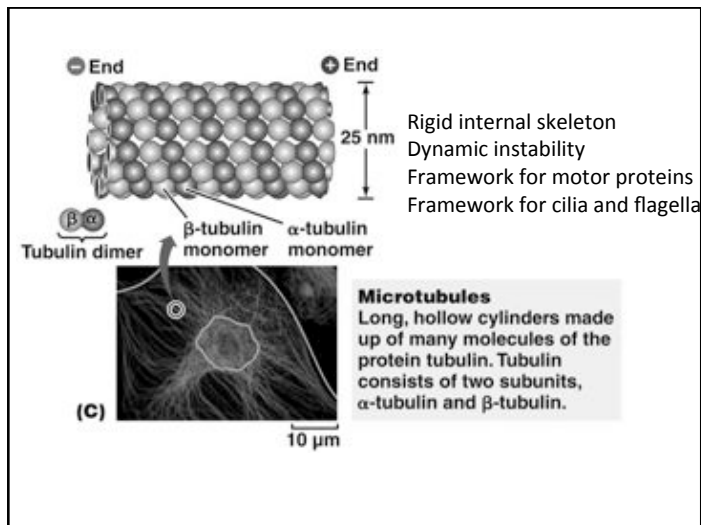 − End
+ End
25 nm
Rigid internal skeleton
Dynamic instability
Framework for motor proteins
Framework for cilia and flagella
β α
Tubulin dimer
β-tubulin
monomer
α-tubulin
monomer
Microtubules
Long, hollow cylinders made
up of many molecules of the
protein tubulin. Tubulin
consists of two subunits,
α-tubulin and β-tubulin.
(C)
10 µm